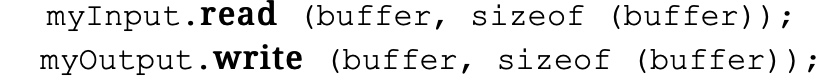 myInput.read (buffer, sizeof (buffer));
myOutput.write (buffer, sizeof (buffer));